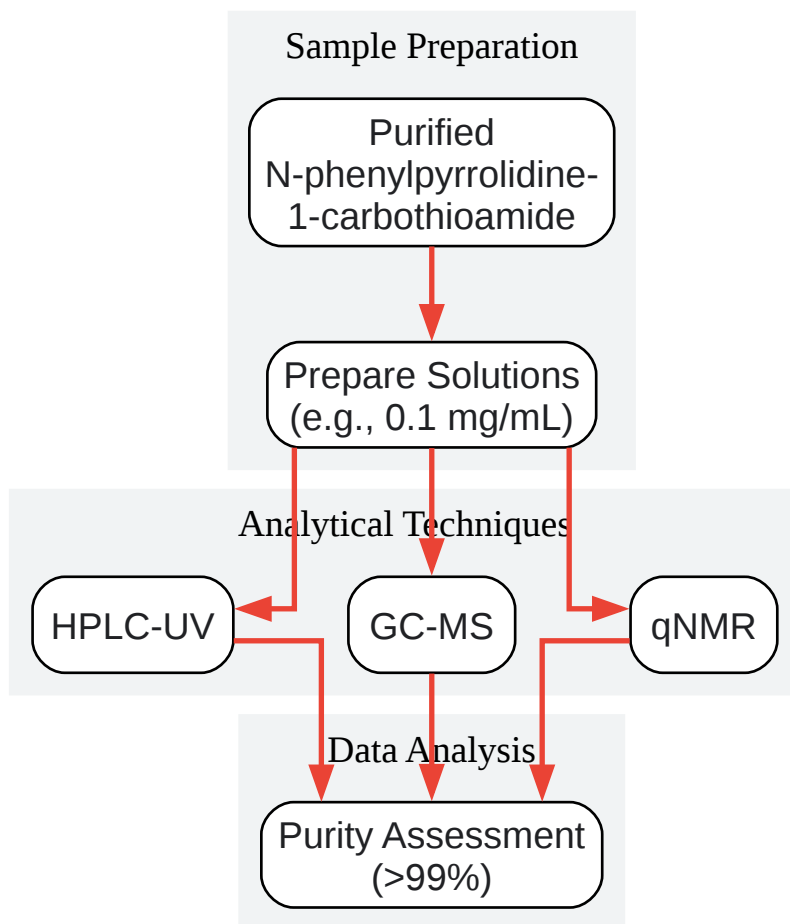 Sample Preparation
Purified
N-phenylpyrrolidine-
1-carbothioamide
Prepare Solutions
(e.g., 0.1 mg/mL)
Analytical Techniques
HPLC-UV
GC-MS
qNMR
Data Analysis
Purity Assessment
(>99%)